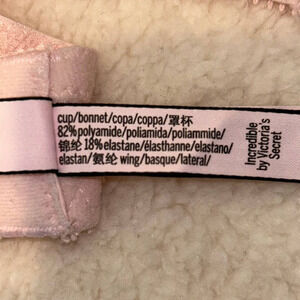 cup/bonnet/copa/coppa/罩杯
82%polyamide/poliamida/poliammide/
锦纶 18%elastane/élasthanne/elastano/
elastan/氨纶 wing/basque/lateral/
Incredible
by Victoria's
Secret